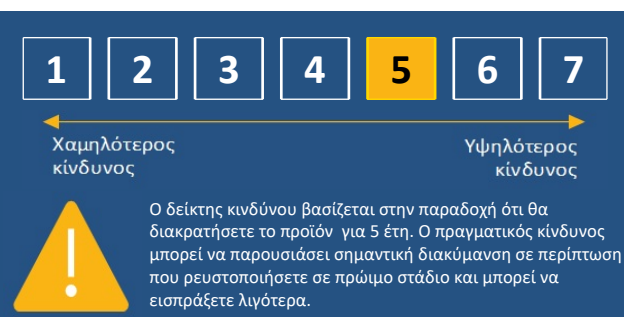 1 2 3 4 5 6 7
Χαμηλότερος
κίνδυνος
Υψηλότερος
κίνδυνος
Ο δείκτης κινδύνου βασίζεται στην παραδοχή ότι θα
διακρατήσετε το προϊόν για 5 έτη. Ο πραγματικός κίνδυνος
μπορεί να παρουσιάσει σημαντική διακύμανση σε περίπτωση
που ρευστοποιήσετε σε πρώιμο στάδιο και μπορεί να
εισπράξετε λιγότερα.